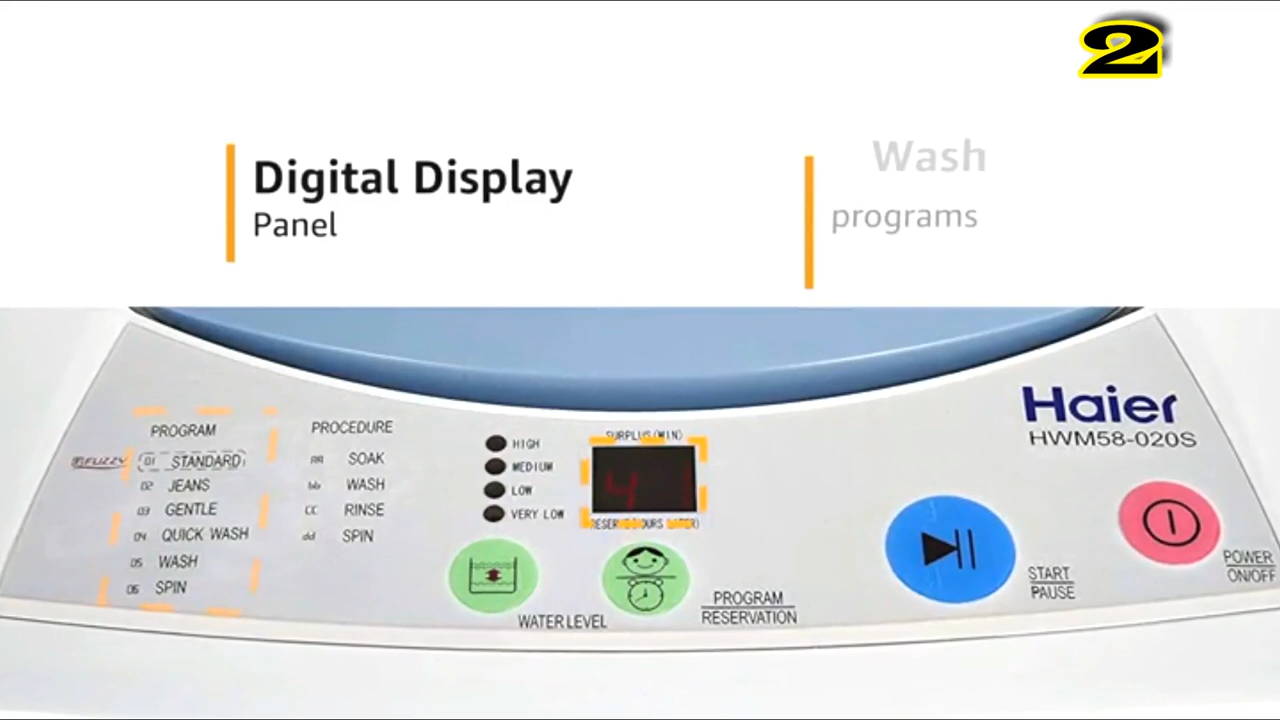 2
Digital Display
Panel
Wash
programs
Haier
HWM58-020S
PROGRAM
FUZZY 01 STANDARD
02 JEANS
03 GENTLE
04 QUICK WASH
05 WASH
06 SPIN
PROCEDURE
AA SOAK
bb WASH
CC RINSE
dd SPIN
HIGH
MEDIUM
LOW
VERY LOW
SURPLUS(MIN)
4
WATER LEVEL
PROGRAM
RESERVATION
START
PAUSE
POWER
ON/OFF